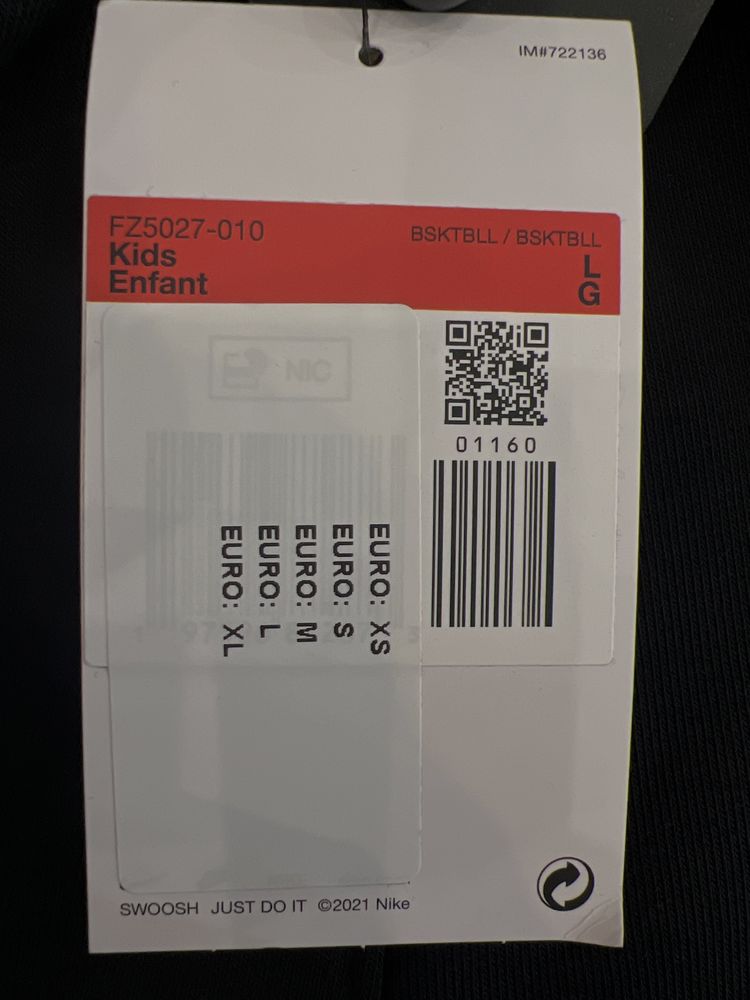 IM#722136
FZ5027-010
BSKTBLL / BSKTBLL
Kids
L
Enfant
G
NIC
01160
EURO: XS
EURO: S
EURO: M
EURO: L
EURO: XL
SWOOSH JUST DO IT ©2021 Nike